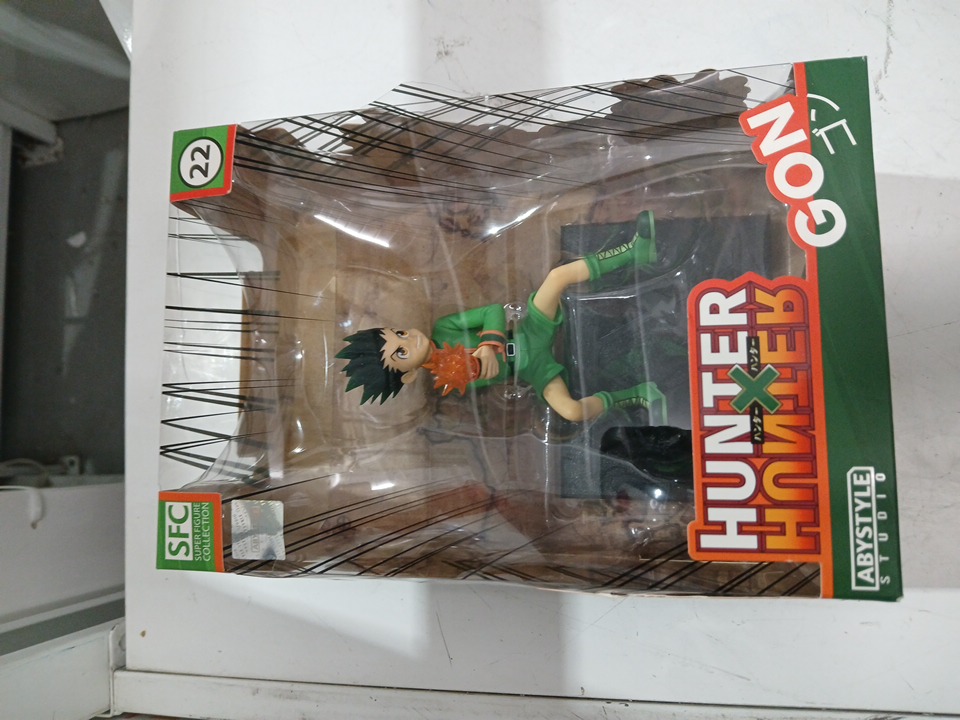 SFC
SUPER FIGURE
COLLECTION
22
HUNTER
ハンター
×
ハンター
HUNTER
GON
ゴン
ABYSTYLE
STUDIO